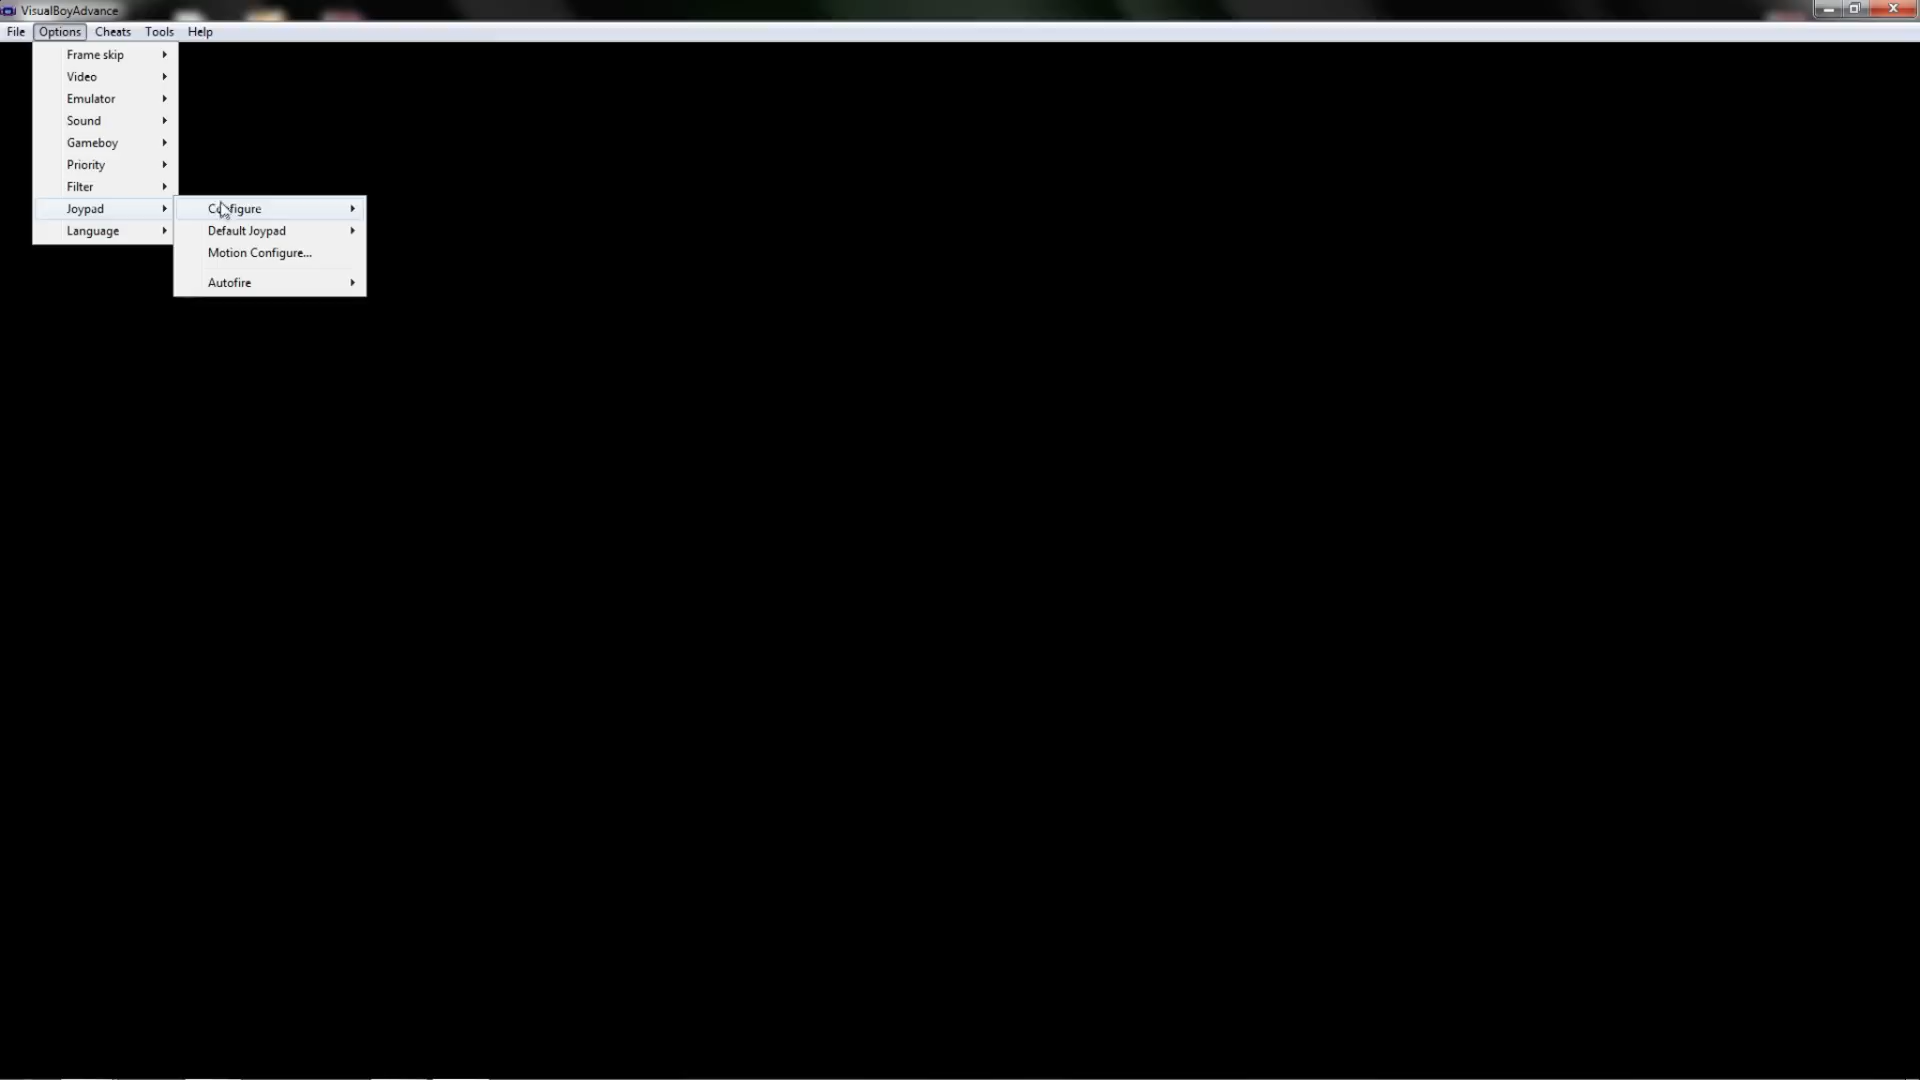 VisualBoyAdvance
File Options Cheats Tools Help
Frame skip
Video
Emulator
Sound
Gameboy
Priority
Filter
Joypad
Language
Configure
Default Joypad
Motion Configure...
Autofire